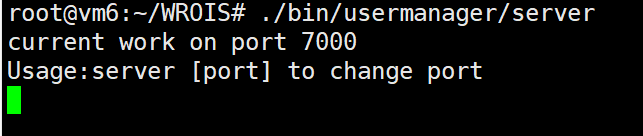 root@vm6:~/WROIS# ./bin/usermanager/server
current work on port 7000
Usage:server [port] to change port